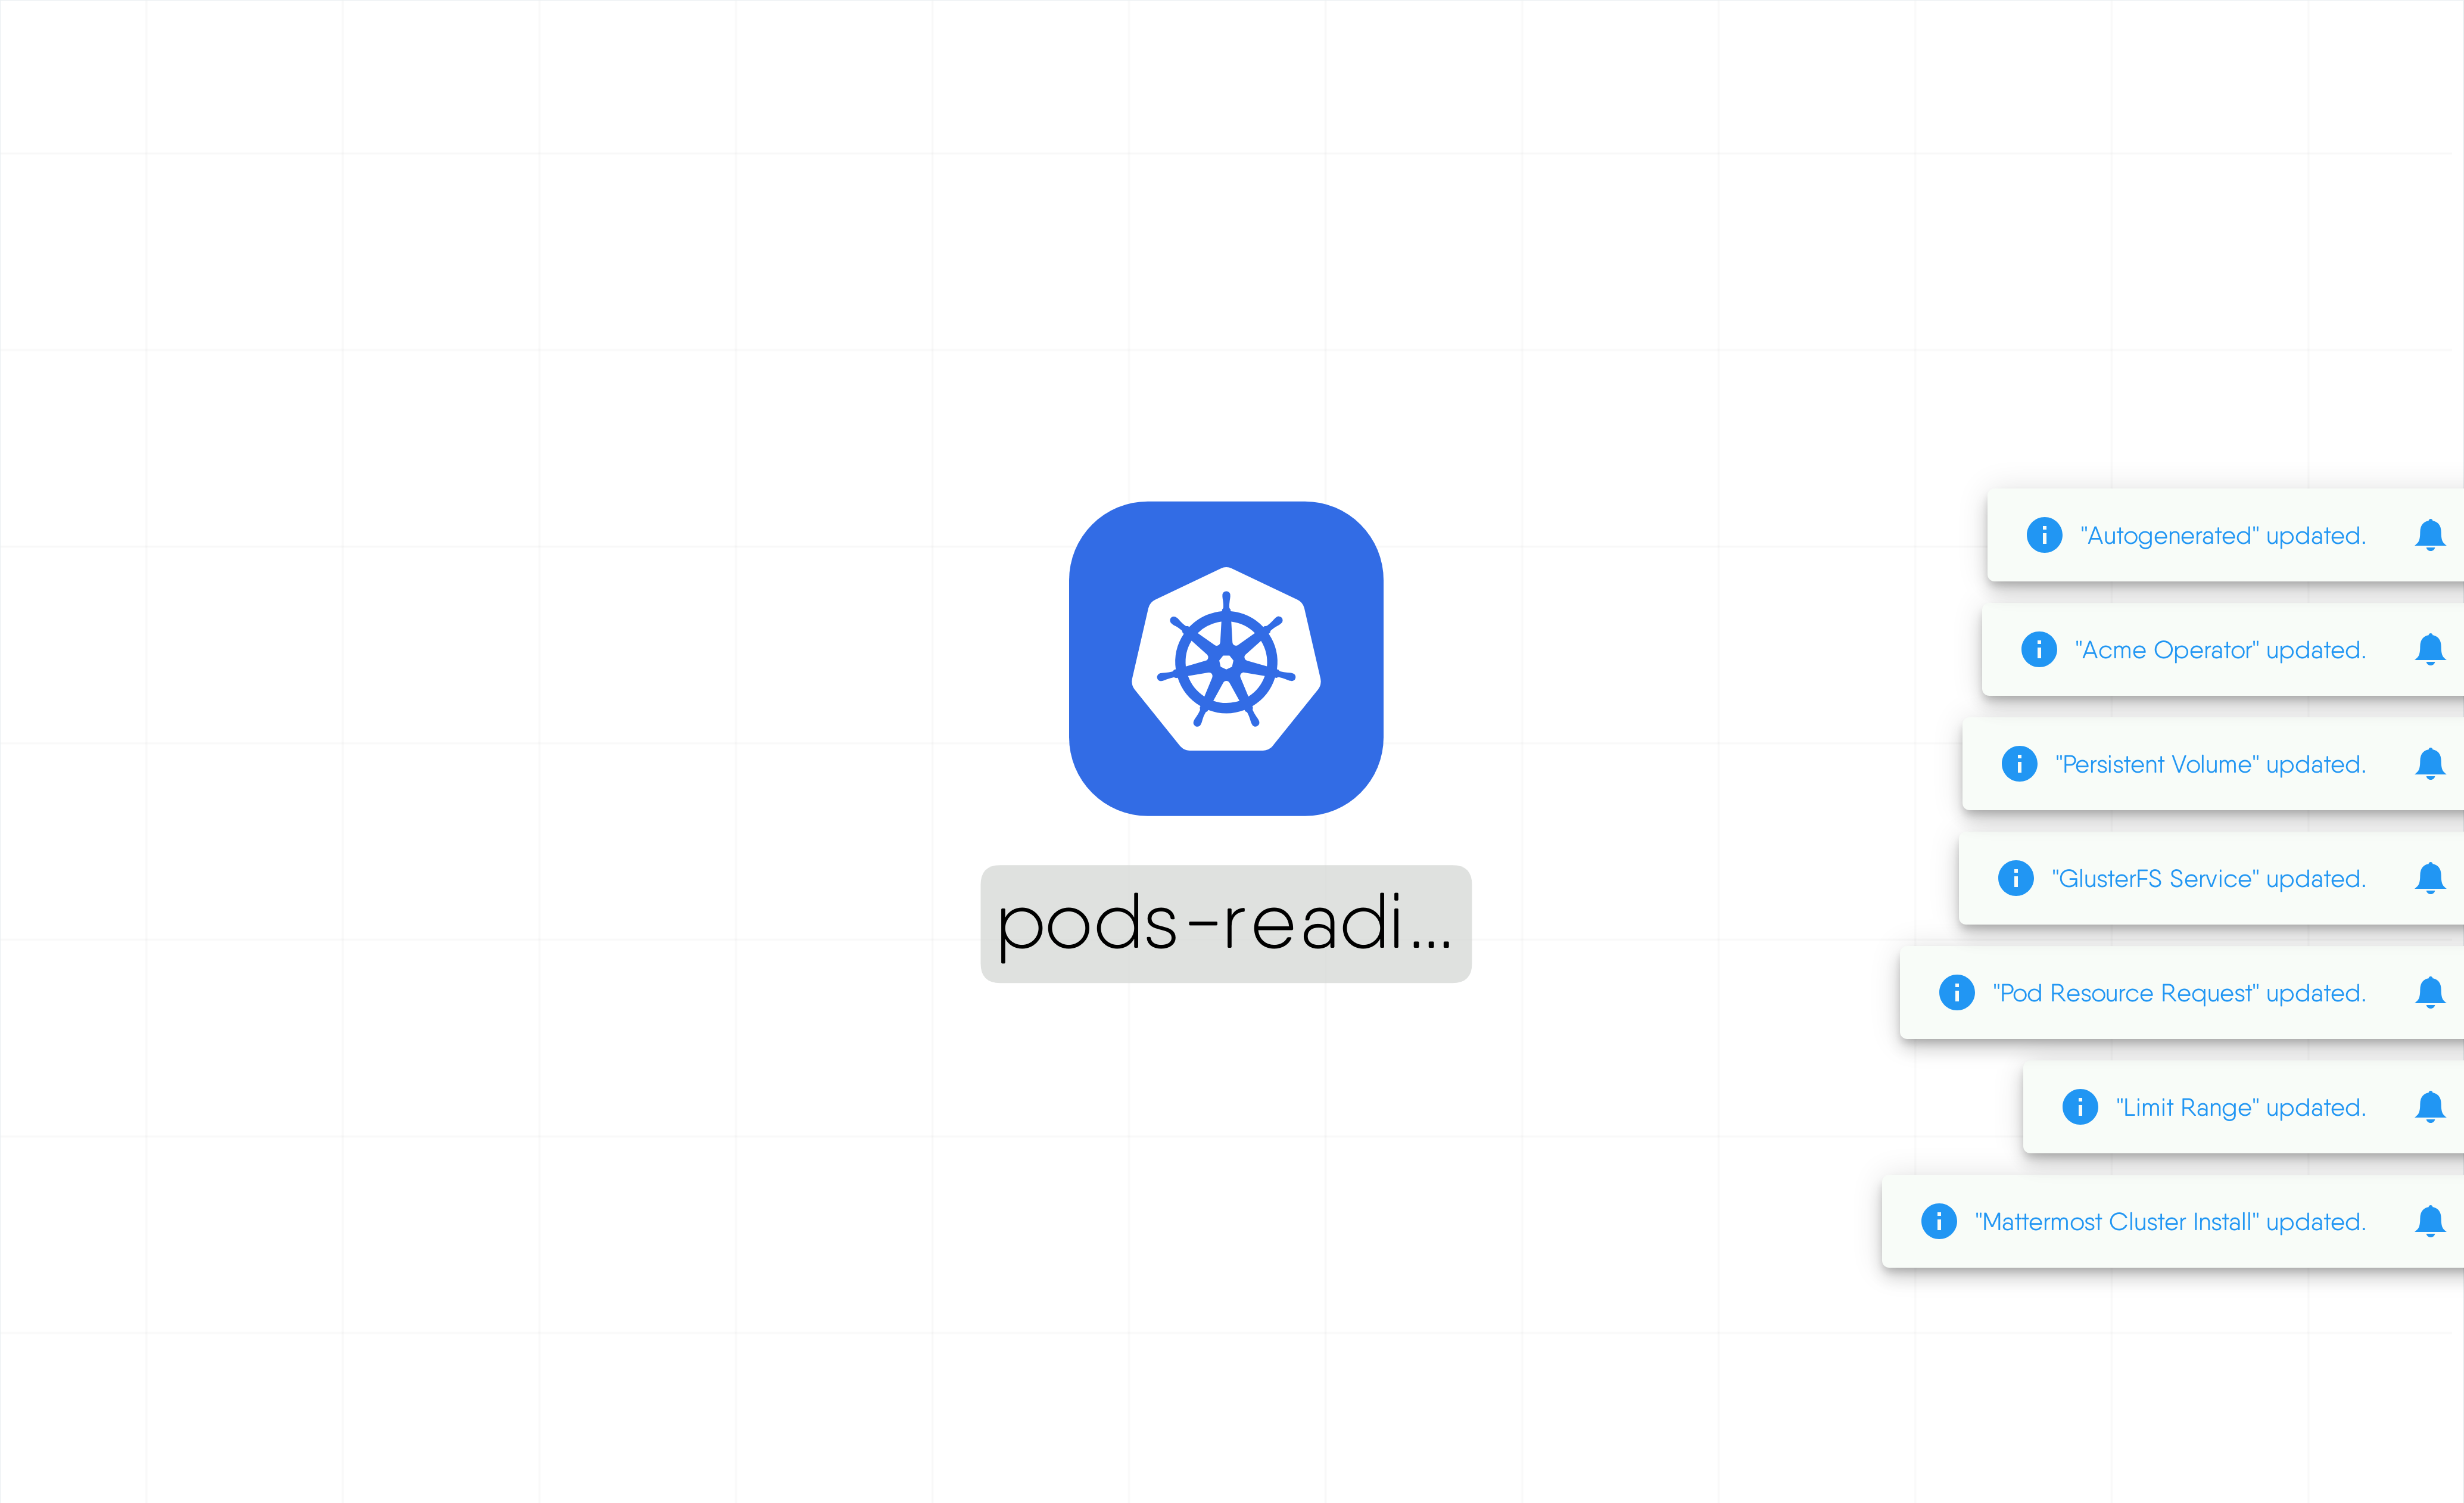 "Autogenerated" updated.
"Acme Operator" updated.
"Persistent Volume" updated.
"GlusterFS Service" updated.
pods-readi...
"Pod Resource Request" updated.
"Limit Range" updated.
"Mattermost Cluster Install" updated.